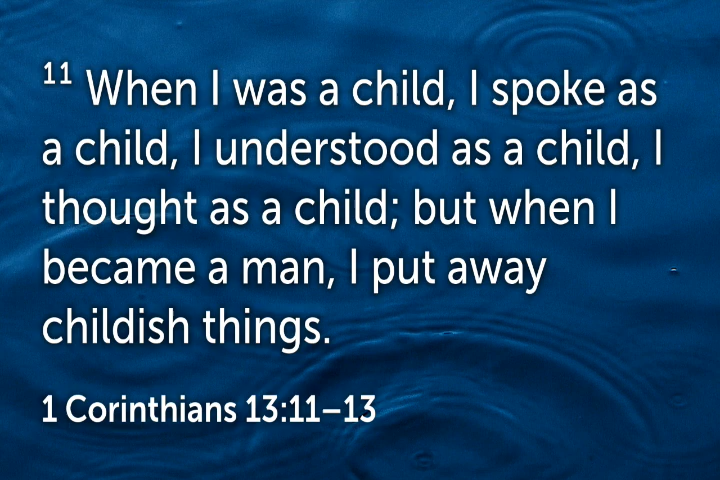 11 When I was a child, I spoke as
a child, I understood as a child, I
thought as a child; but when I
became a man, I put away
childish things.
1 Corinthians 13:11–13